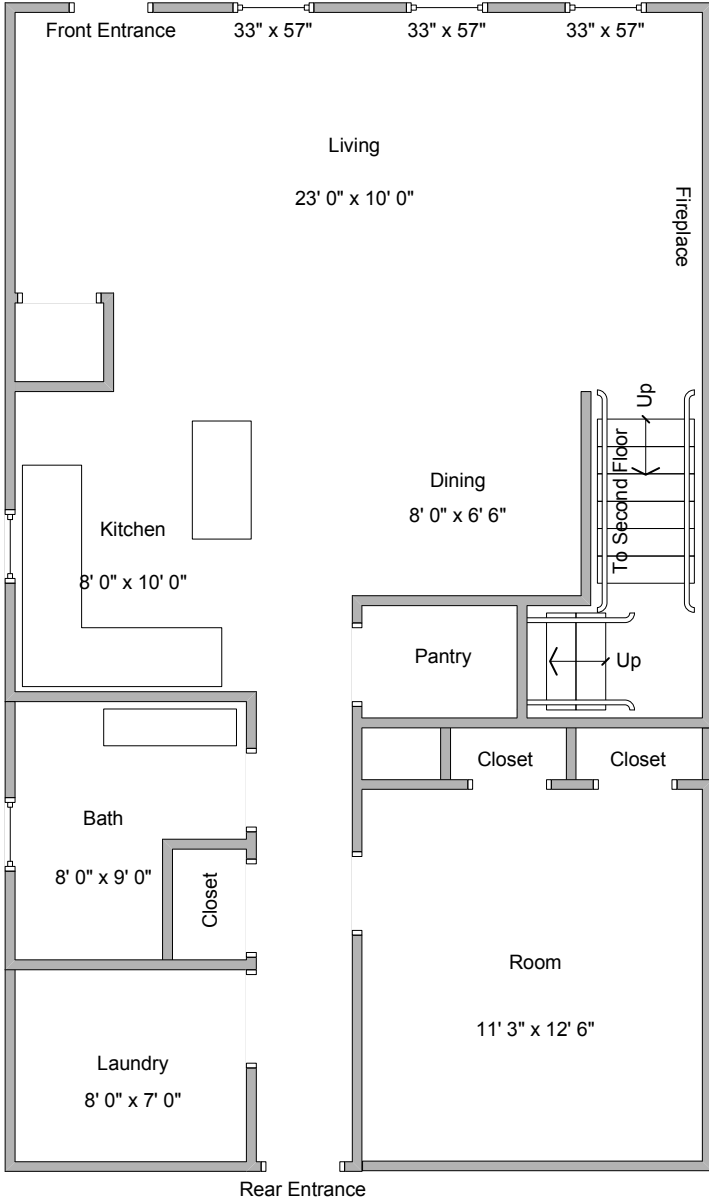 Front Entrance
33" x 57"
33" x 57"
33" x 57"
Living
23' 0" x 10' 0"
Fireplace
Up
To Second Floor
Dining
8' 0" x 6' 6"
Kitchen
8' 0" x 10' 0"
Pantry
Up
Closet
Closet
Bath
8' 0" x 9' 0"
Closet
Room
11' 3" x 12' 6"
Laundry
8' 0" x 7' 0"
Rear Entrance